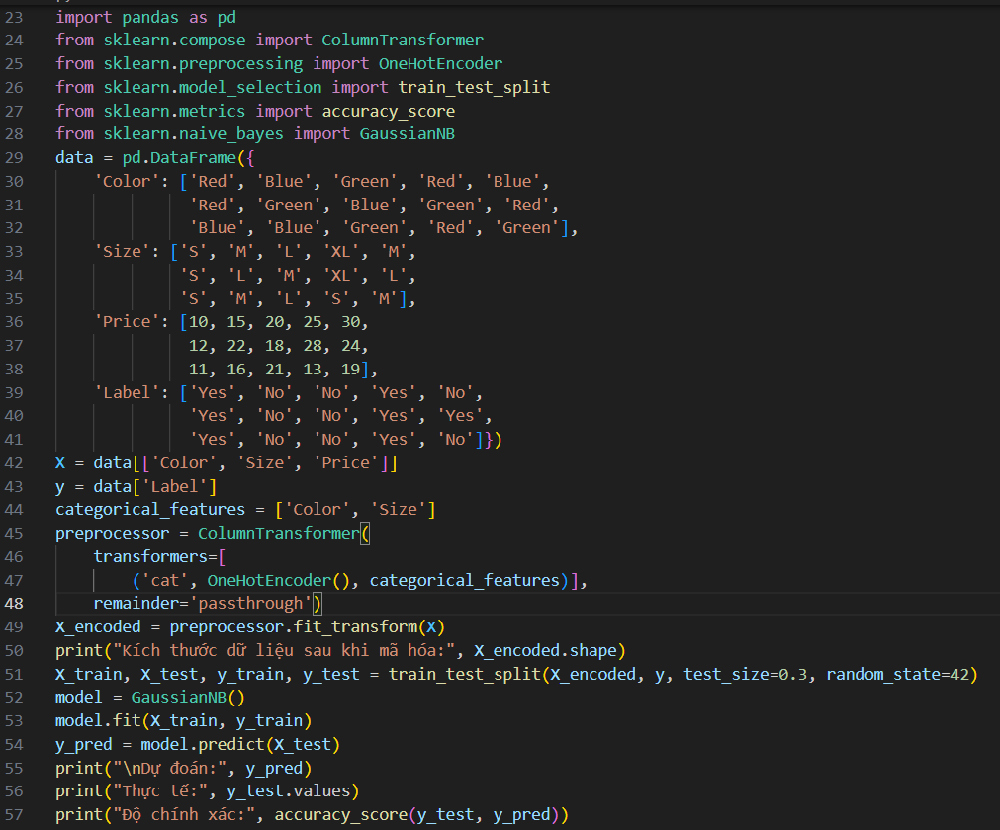 23 import pandas as pd
24 from sklearn.compose import ColumnTransformer
25 from sklearn.preprocessing import OneHotEncoder
26 from sklearn.model_selection import train_test_split
27 from sklearn.metrics import accuracy_score
28 from sklearn.naive_bayes import GaussianNB
29 data = pd.DataFrame({
30     'Color': ['Red', 'Blue', 'Green', 'Red', 'Blue',
31               'Red', 'Green', 'Blue', 'Green', 'Red',
32               'Blue', 'Blue', 'Green', 'Red', 'Green'],
33     'Size': ['S', 'M', 'L', 'XL', 'M',
34              'S', 'L', 'M', 'XL', 'L',
35              'S', 'M', 'L', 'S', 'M'],
36     'Price': [10, 15, 20, 25, 30,
37               12, 22, 18, 28, 24,
38               11, 16, 21, 13, 19],
39     'Label': ['Yes', 'No', 'No', 'Yes', 'No',
40               'Yes', 'No', 'No', 'Yes', 'Yes',
41               'Yes', 'No', 'No', 'Yes', 'No']})
42 X = data[['Color', 'Size', 'Price']]
43 y = data['Label']
44 categorical_features = ['Color', 'Size']
45 preprocessor = ColumnTransformer(
46     transformers=[
47         ('cat', OneHotEncoder(), categorical_features)],
48     remainder='passthrough')
49 X_encoded = preprocessor.fit_transform(X)
50 print("Kích thước dữ liệu sau khi mã hóa:", X_encoded.shape)
51 X_train, X_test, y_train, y_test = train_test_split(X_encoded, y, test_size=0.3, random_state=42)
52 model = GaussianNB()
53 model.fit(X_train, y_train)
54 y_pred = model.predict(X_test)
55 print("\nDự đoán:", y_pred)
56 print("Thực tế:", y_test.values)
57 print("Độ chính xác:", accuracy_score(y_test, y_pred))